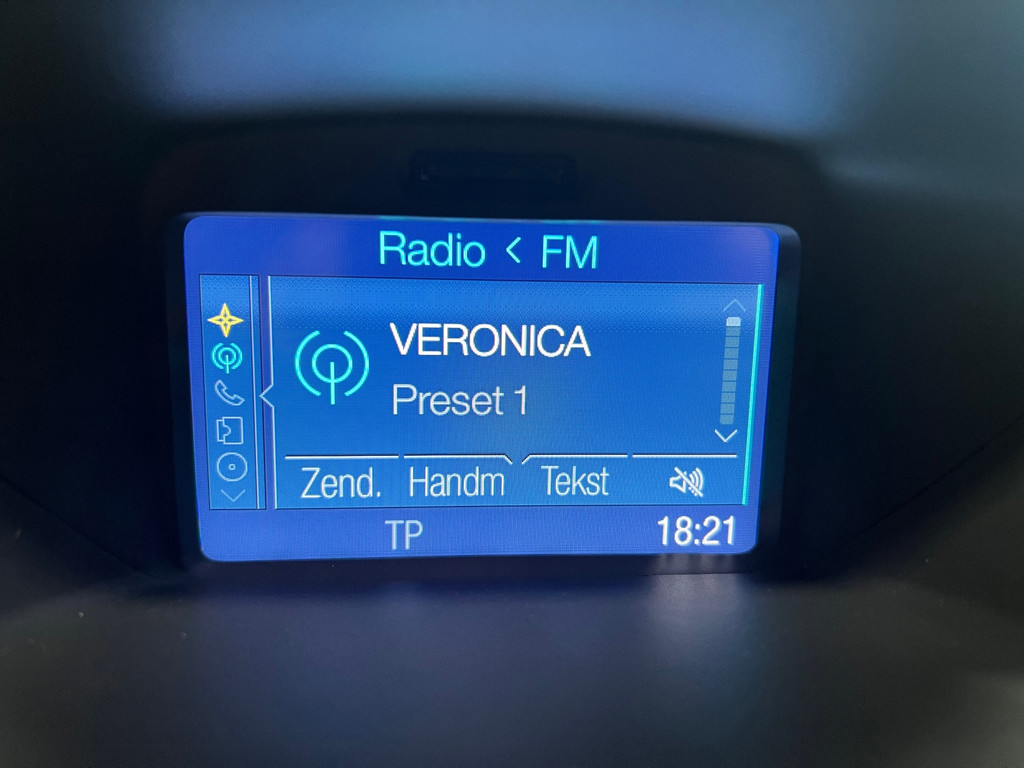 Radio < FM
VERONICA
Preset 1
Zend. Handm Tekst
TP 18:21